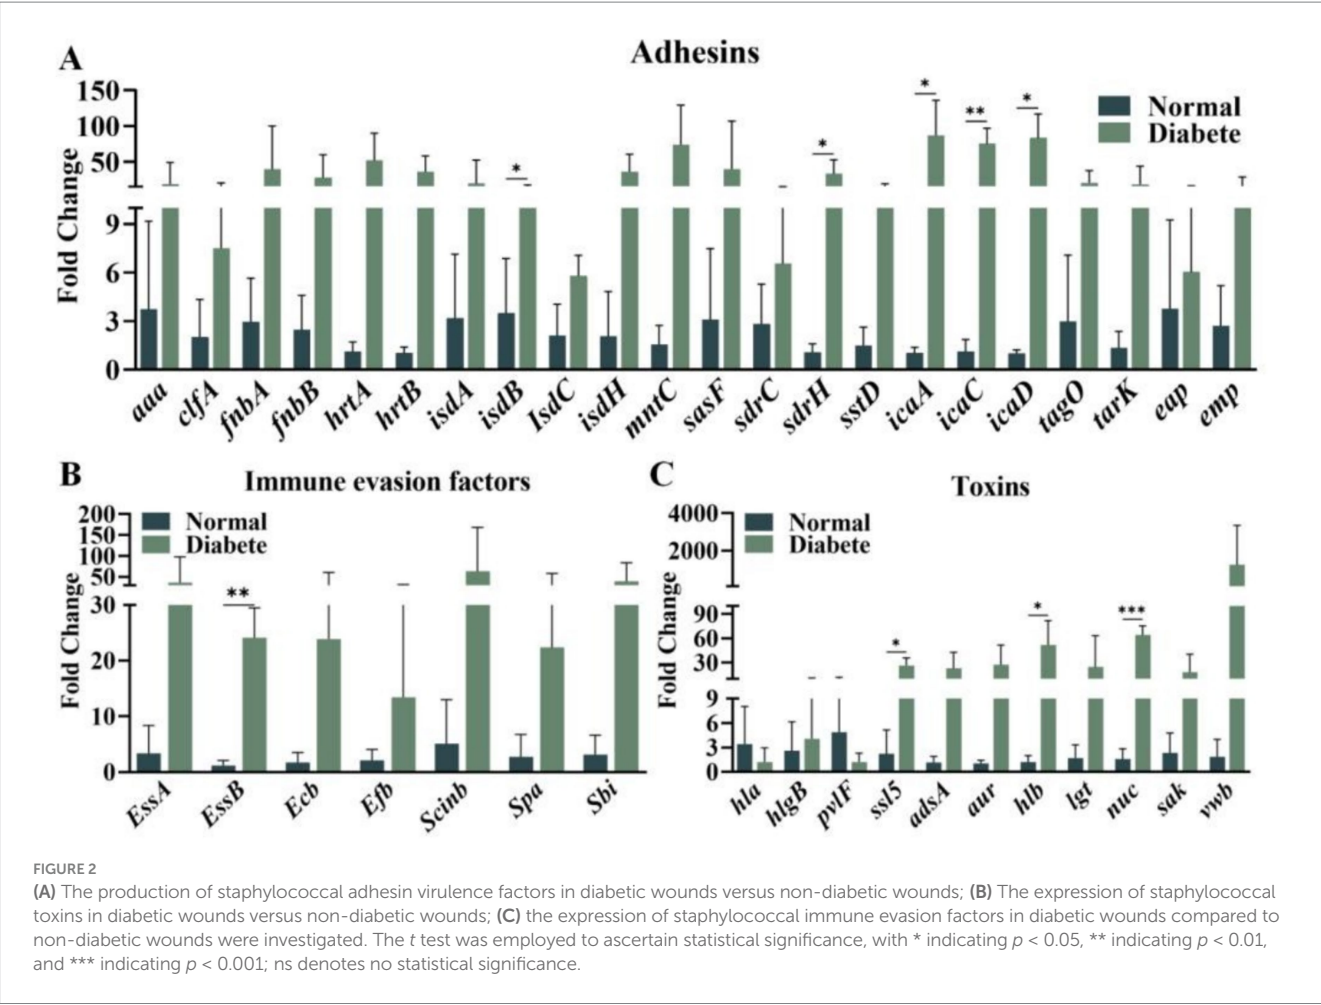 A
Adhesins
Normal
Diabete
Fold Change
150
100
50
9
6
3
0
*
*
*
**
*
aaa
clfA
fnbA
fnbB
hrtA
hrtB
isdA
isdB
IsdC
isdH
mntC
sasF
sdrC
sdrH
sstD
icaA
icaC
icaD
tagO
tarK
eap
emp
B
Immune evasion factors
Normal
Diabete
Fold Change
200
150
100
50
30
20
10
0
**
EssA
EssB
Ecb
Efb
Scinb
Spa
Sbi
C
Toxins
Normal
Diabete
Fold Change
4000
2000
90
60
30
9
6
3
0
*
*
***
hla
hlgB
pvlF
ssl5
adsA
aur
hlb
lgt
nuc
sak
vwb
FIGURE 2
(A) The production of staphylococcal adhesin virulence factors in diabetic wounds versus non-diabetic wounds; (B) The expression of staphylococcal
toxins in diabetic wounds versus non-diabetic wounds; (C) the expression of staphylococcal immune evasion factors in diabetic wounds compared to
non-diabetic wounds were investigated. The t test was employed to ascertain statistical significance, with * indicating p < 0.05, ** indicating p < 0.01,
and *** indicating p < 0.001; ns denotes no statistical significance.